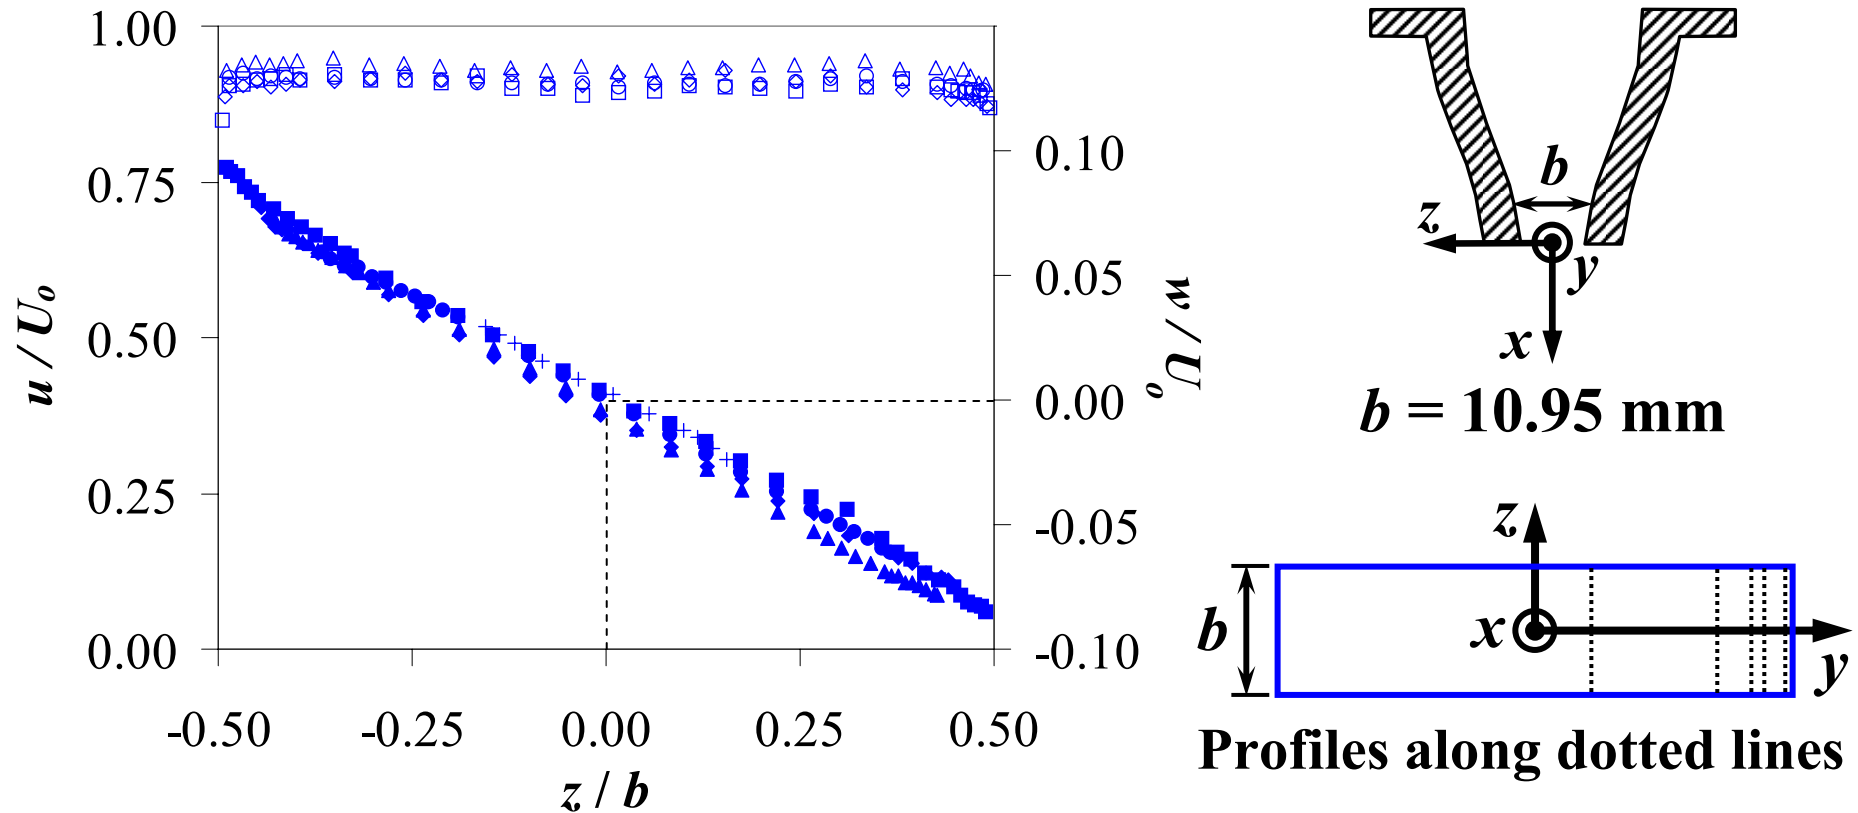 1.00
0.75
0.50
0.25
0.00
u / Uo
0.10
0.05
0.00
-0.05
-0.10
w / Uo
-0.50
-0.25
0.00
0.25
0.50
z / b
b
z
y
x
b = 10.95 mm
z
b
x
y
Profiles along dotted lines